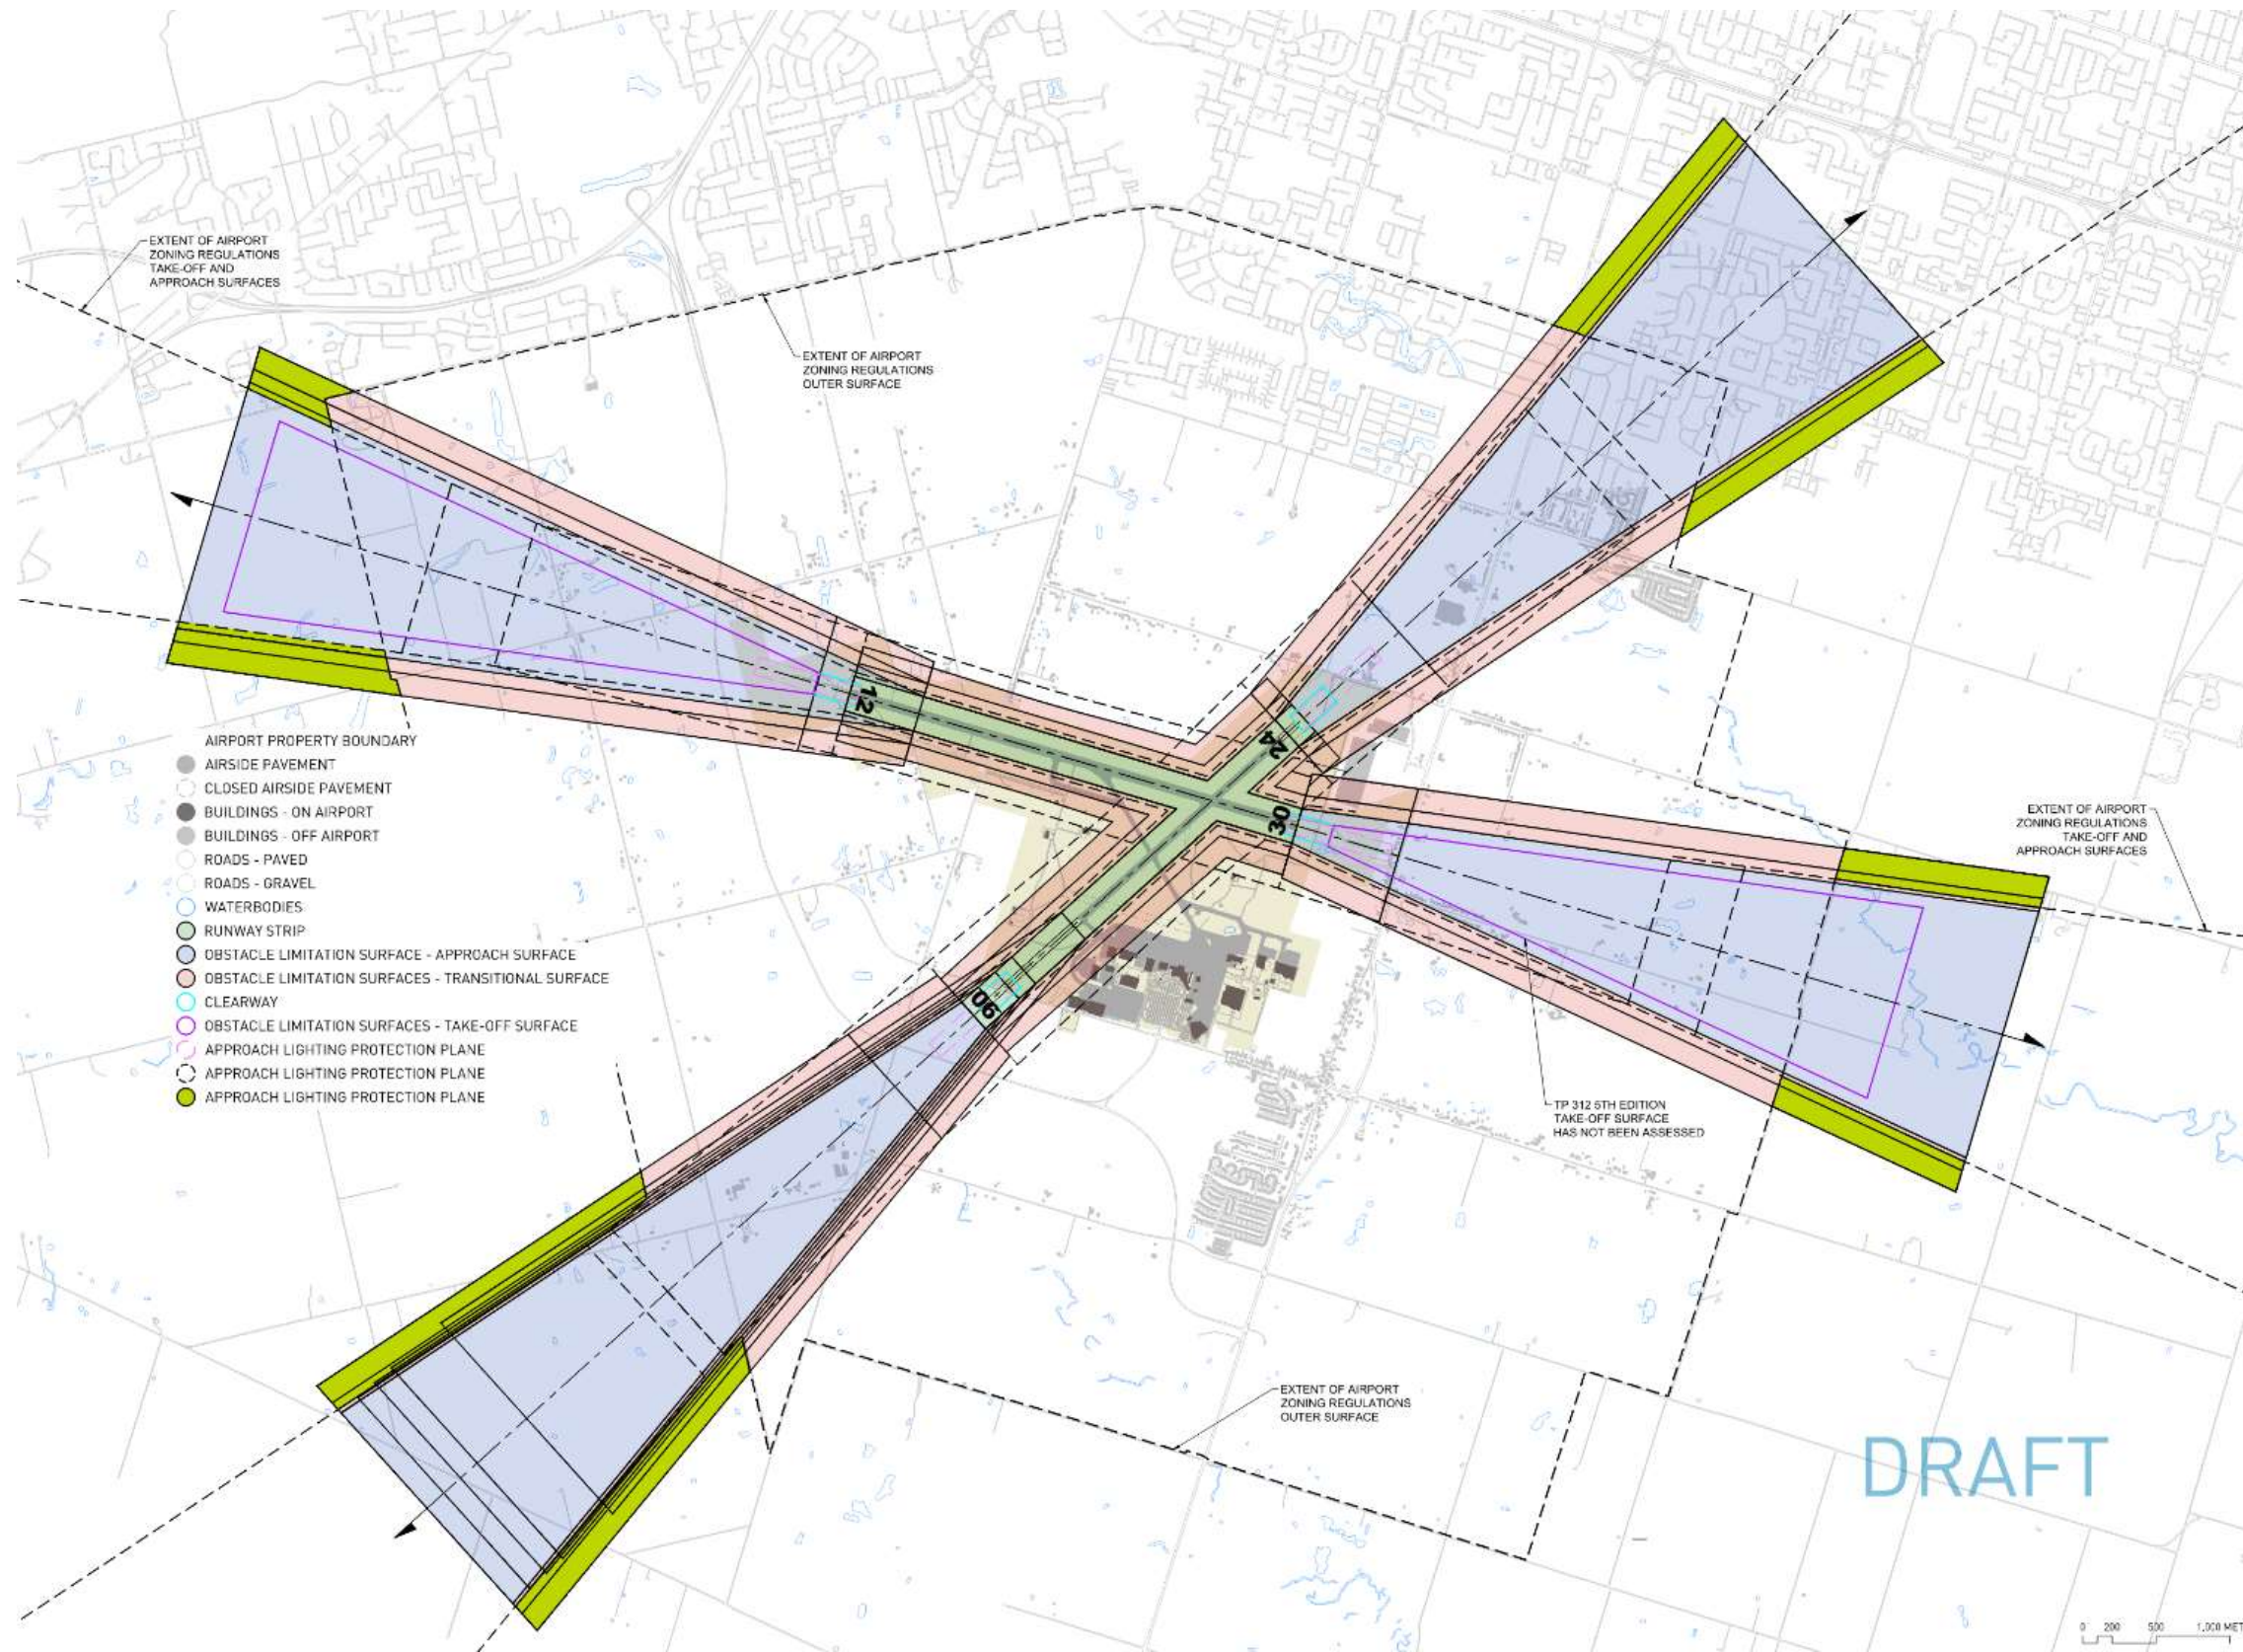 EXTENT OF AIRPORT
ZONING REGULATIONS
TAKE-OFF AND
APPROACH SURFACES
EXTENT OF AIRPORT
ZONING REGULATIONS
OUTER SURFACE
12
24
30
06
AIRPORT PROPERTY BOUNDARY
AIRSIDE PAVEMENT
CLOSED AIRSIDE PAVEMENT
BUILDINGS - ON AIRPORT
BUILDINGS - OFF AIRPORT
ROADS - PAVED
ROADS - GRAVEL
WATERBODIES
RUNWAY STRIP
OBSTACLE LIMITATION SURFACE - APPROACH SURFACE
OBSTACLE LIMITATION SURFACES - TRANSITIONAL SURFACE
CLEARWAY
OBSTACLE LIMITATION SURFACES - TAKE-OFF SURFACE
APPROACH LIGHTING PROTECTION PLANE
APPROACH LIGHTING PROTECTION PLANE
APPROACH LIGHTING PROTECTION PLANE
EXTENT OF AIRPORT
ZONING REGULATIONS
TAKE-OFF AND
APPROACH SURFACES
TP 312 5TH EDITION
TAKE-OFF SURFACE
HAS NOT BEEN ASSESSED
EXTENT OF AIRPORT
ZONING REGULATIONS
OUTER SURFACE
DRAFT
0 200 500 1,000 MET